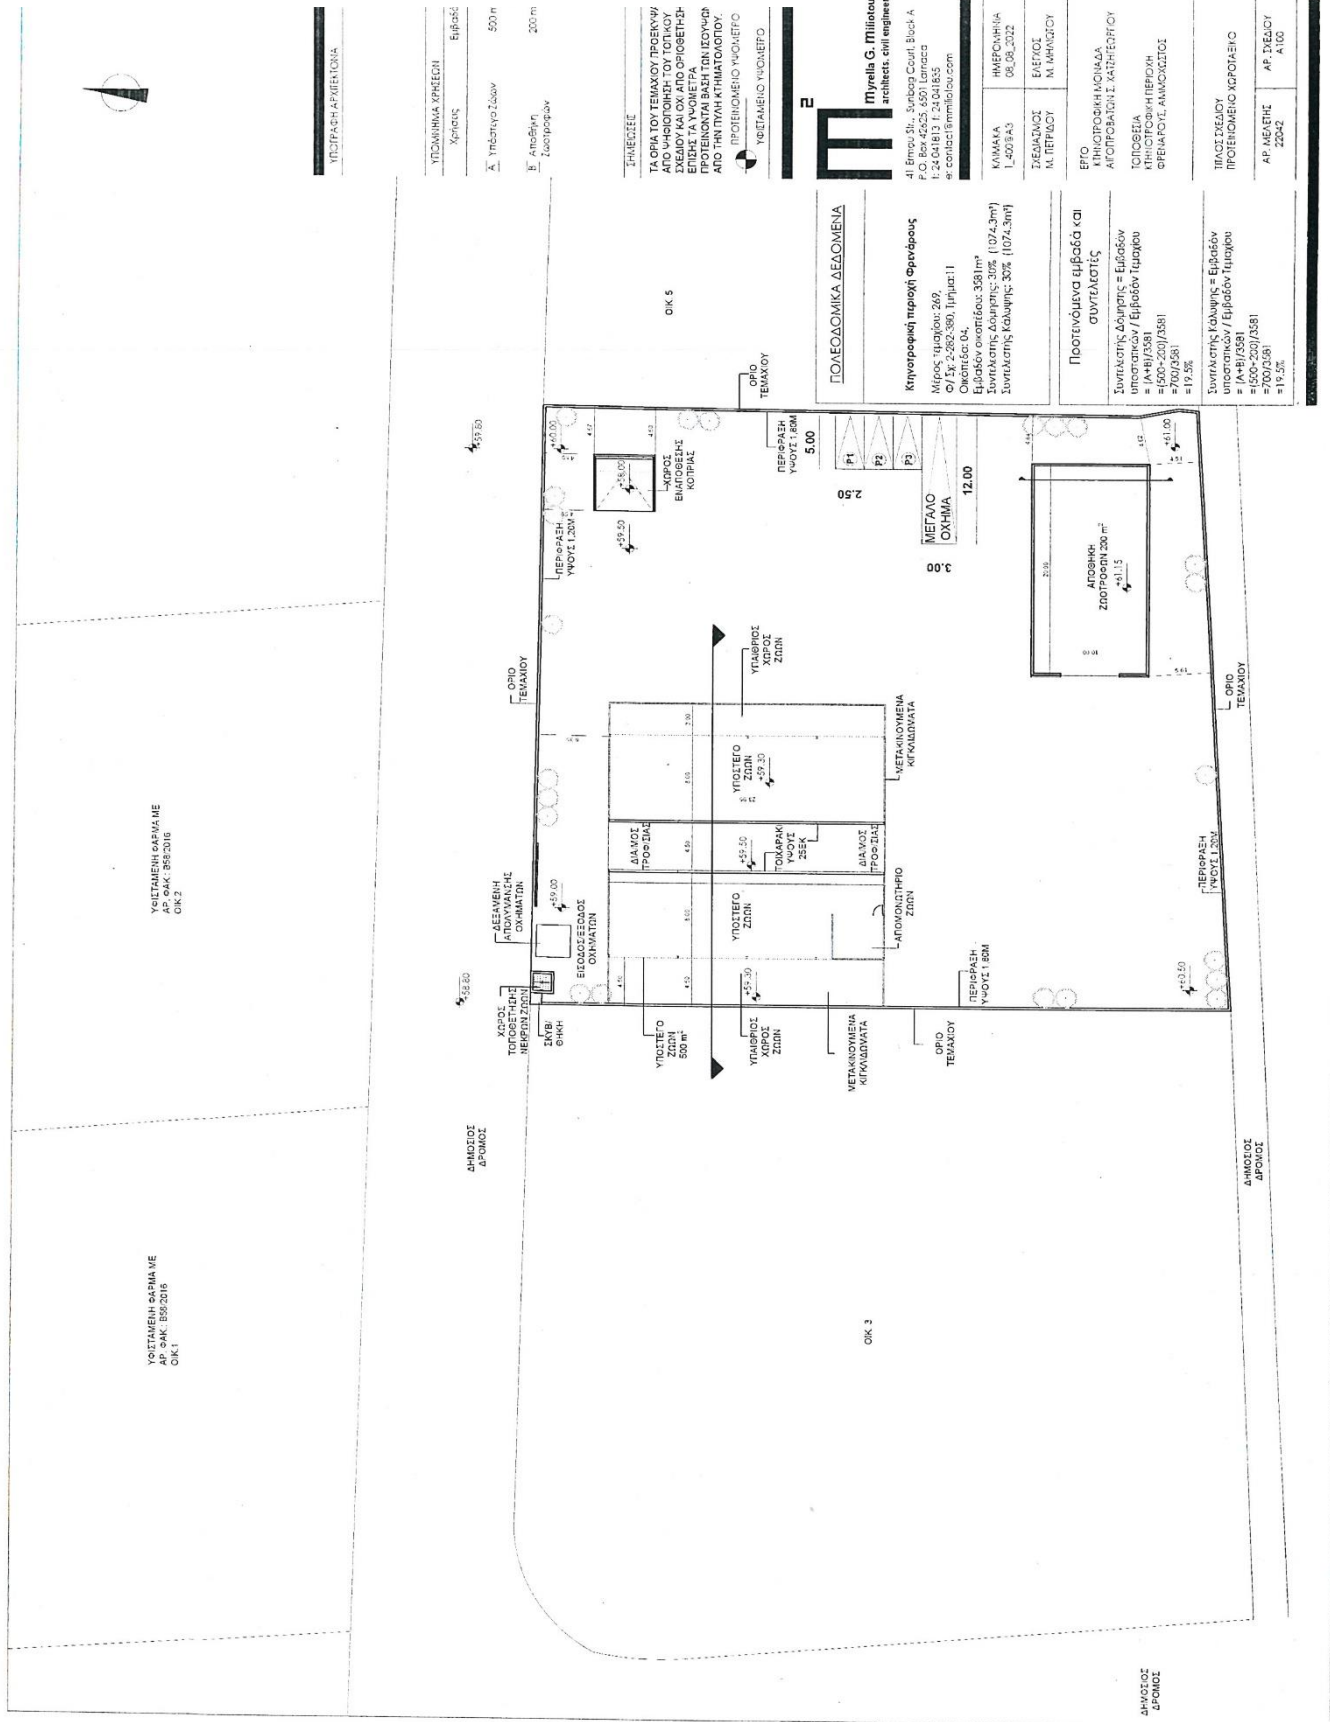 ΥΠΟΓΡΑΦΗ ΑΡΧΙΤΕΚΤΟΝΑ
ΥΠΟΜΝΗΜΑ ΧΡΗΣΕΩΝ
Χρήσεις
A Υπόστεγο Ζώων 500 m
B Αποθήκη 200 m
Ζωοτροφών
ΣΗΜΕΙΩΣΕΙΣ
ΤΑ ΟΡΙΑ ΤΟΥ ΤΕΜΑΧΙΟΥ
ΑΠΟ ΨΗΦΙΟΠΟΙΗΣΗ ΤΟΥ ΤΟΠΙΚΟΥ
ΣΧΕΔΙΟΥ ΚΑΙ ΟΧΙ ΑΠΟ
ΕΠΙΣΗΣ ΤΑ ΥΨΟΜΕΤΡΑ
ΠΡΟΤΕΙΝΟΝΤΑΙ ΒΑΣΗ ΤΩΝ
ΑΠΟ ΤΗΝ ΠΥΛΗ ΚΤΗΜΑΤΟΛΟΓΙΟΥ.
ΠΡΟΤΕΙΝΟΜΕΝΟ ΥΨΟΜΕΤΡΟ
ΥΦΙΣΤΑΜΕΝΟ ΥΨΟΜΕΤΡΟ
2
Myrella G. Miliotou
architects, civil
41 Ermou Str., Sunbag Court, Block A
P.O. Box 42625, 6501 Larnaca
t: 24 041813 f: 24 041835
e: contact@mmiliotou.com
ΚΛΙΜΑΚΑ
1_400@A3
ΗΜΕΡΟΜΗΝΙΑ
08_08_2022
ΣΧΕΔΙΑΣΜΟΣ
Μ. ΠΕΤΡΙΔΟΥ
ΕΛΕΓΧΟΣ
Μ. ΜΗΛΙΩΤΟΥ
ΕΡΓΟ
ΚΤΗΝΟΤΡΟΦΙΚΗ ΜΟΝΑΔΑ
ΑΙΓΟΠΡΟΒΑΤΩΝ Σ. ΧΑΤΖΗΓΕΩΡΓΙΟΥ
ΤΟΠΟΘΕΣΙΑ
ΚΤΗΝΟΤΡΟΦΙΚΗ ΠΕΡΙΟΧΗ
ΦΡΕΝΑΡΟΥΣ, ΑΜΜΟΧΩΣΤΟΣ
ΤΙΤΛΟΣ ΣΧΕΔΙΟΥ
ΠΡΟΤΕΙΝΟΜΕΝΟ ΧΩΡΟΤΑΞΙΚΟ
ΑΡ. ΜΕΛΕΤΗΣ
22042
ΑΡ. ΣΧΕΔΙΟΥ
A100
ΠΟΛΕΟΔΟΜΙΚΑ ΔΕΔΟΜΕΝΑ
Κτηνοτροφική περιοχή Φρενάρους
Μέρος τεμαχίου: 269,
Φ/ Σχ: 2-282-380, Τμήμα:11
Οικόπεδο: 04,
Εμβαδόν οικοπέδου: 3581m²
Συντελεστής Δόμησης: 30% (1074.3m²)
Συντελεστής Κάλυψης: 30% (1074.3m²)
Προτεινόμενα εμβαδά και
συντελεστές
Συντελεστής Δόμησης = Εμβαδόν
υποστατικών / Εμβαδόν Τεμαχίου
= (A+B)/3581
=(500+200)/3581
=700/3581
=19.5%
Συντελεστής Κάλυψης = Εμβαδόν
υποστατικών / Εμβαδόν Τεμαχίου
= (A+B)/3581
=(500+200)/3581
=700/3581
=19.5%
ΟΙΚ 5
+59.80
ΟΡΙΟ
ΤΕΜΑΧΙΟΥ
+60.00
ΧΩΡΟΣ
ΕΝΑΠΟΘΕΣΗΣ
ΚΟΠΡΙΑΣ
+58.00
+59.50
ΠΕΡΙΦΡΑΞΗ
ΥΨΟΥΣ 1,20Μ
ΠΕΡΙΦΡΑΞΗ
ΥΨΟΥΣ 1,80Μ
5.00
2.50
P1
P2
P3
ΜΕΓΑΛΟ
ΟΧΗΜΑ
12.00
3.00
+61.00
ΑΠΟΘΗΚΗ
ΖΩΟΤΡΟΦΩΝ 200 m²
+61.15
20.00
10.00
ΟΡΙΟ
ΤΕΜΑΧΙΟΥ
ΟΡΙΟ
ΤΕΜΑΧΙΟΥ
ΥΠΑΙΘΡΙΟΣ
ΧΩΡΟΣ
ΖΩΩΝ
ΥΠΟΣΤΕΓΟ
ΖΩΩΝ
+59.30
ΜΕΤΑΚΙΝΟΥΜΕΝΑ
ΚΙΓΚΛΙΔΩΜΑΤΑ
+59.50
ΤΟΙΧΑΡΑΚΙ
ΥΨΟΥΣ
25ΕΚ
ΔΕΞΑΜΕΝΗ
ΑΠΟΛΥΜΑΝΣΗΣ
ΟΧΗΜΑΤΩΝ
+59.00
ΕΙΣΟΔΟΣ/ΕΞΟΔΟΣ
ΟΧΗΜΑΤΩΝ
ΥΠΟΣΤΕΓΟ
ΖΩΩΝ
ΑΠΟΜΟΝΩΤΗΡΙΟ
ΖΩΩΝ
ΠΕΡΙΦΡΑΞΗ
ΥΨΟΥΣ 1.20Μ
+58.80
ΧΩΡΟΣ
ΤΟΠΟΘΕΤΗΣΗΣ
ΝΕΚΡΩΝ ΖΩΩΝ
ΣΚΥΒ/
ΘΗΚΗ
ΥΠΟΣΤΕΓΟ
ΖΩΩΝ
500 m²
+59.30
ΥΠΑΙΘΡΙΟΣ
ΧΩΡΟΣ
ΖΩΩΝ
ΜΕΤΑΚΙΝΟΥΜΕΝΑ
ΚΙΓΚΛΙΔΩΜΑΤΑ
ΠΕΡΙΦΡΑΞΗ
ΥΨΟΥΣ 1.80Μ
ΟΡΙΟ
ΤΕΜΑΧΙΟΥ
+60.50
ΥΦΙΣΤΑΜΕΝΗ ΦΑΡΜΑ ΜΕ
ΑΡ. ΦΑΚ.: Β58/2016
ΟΙΚ.2
ΥΦΙΣΤΑΜΕΝΗ ΦΑΡΜΑ ΜΕ
ΑΡ. ΦΑΚ.: Β58/2016
ΟΙΚ.1
ΔΗΜΟΣΙΟΣ
ΔΡΟΜΟΣ
ΔΗΜΟΣΙΟΣ
ΔΡΟΜΟΣ
ΟΙΚ 3
ΔΗΜΟΣΙΟΣ
ΔΡΟΜΟΣ